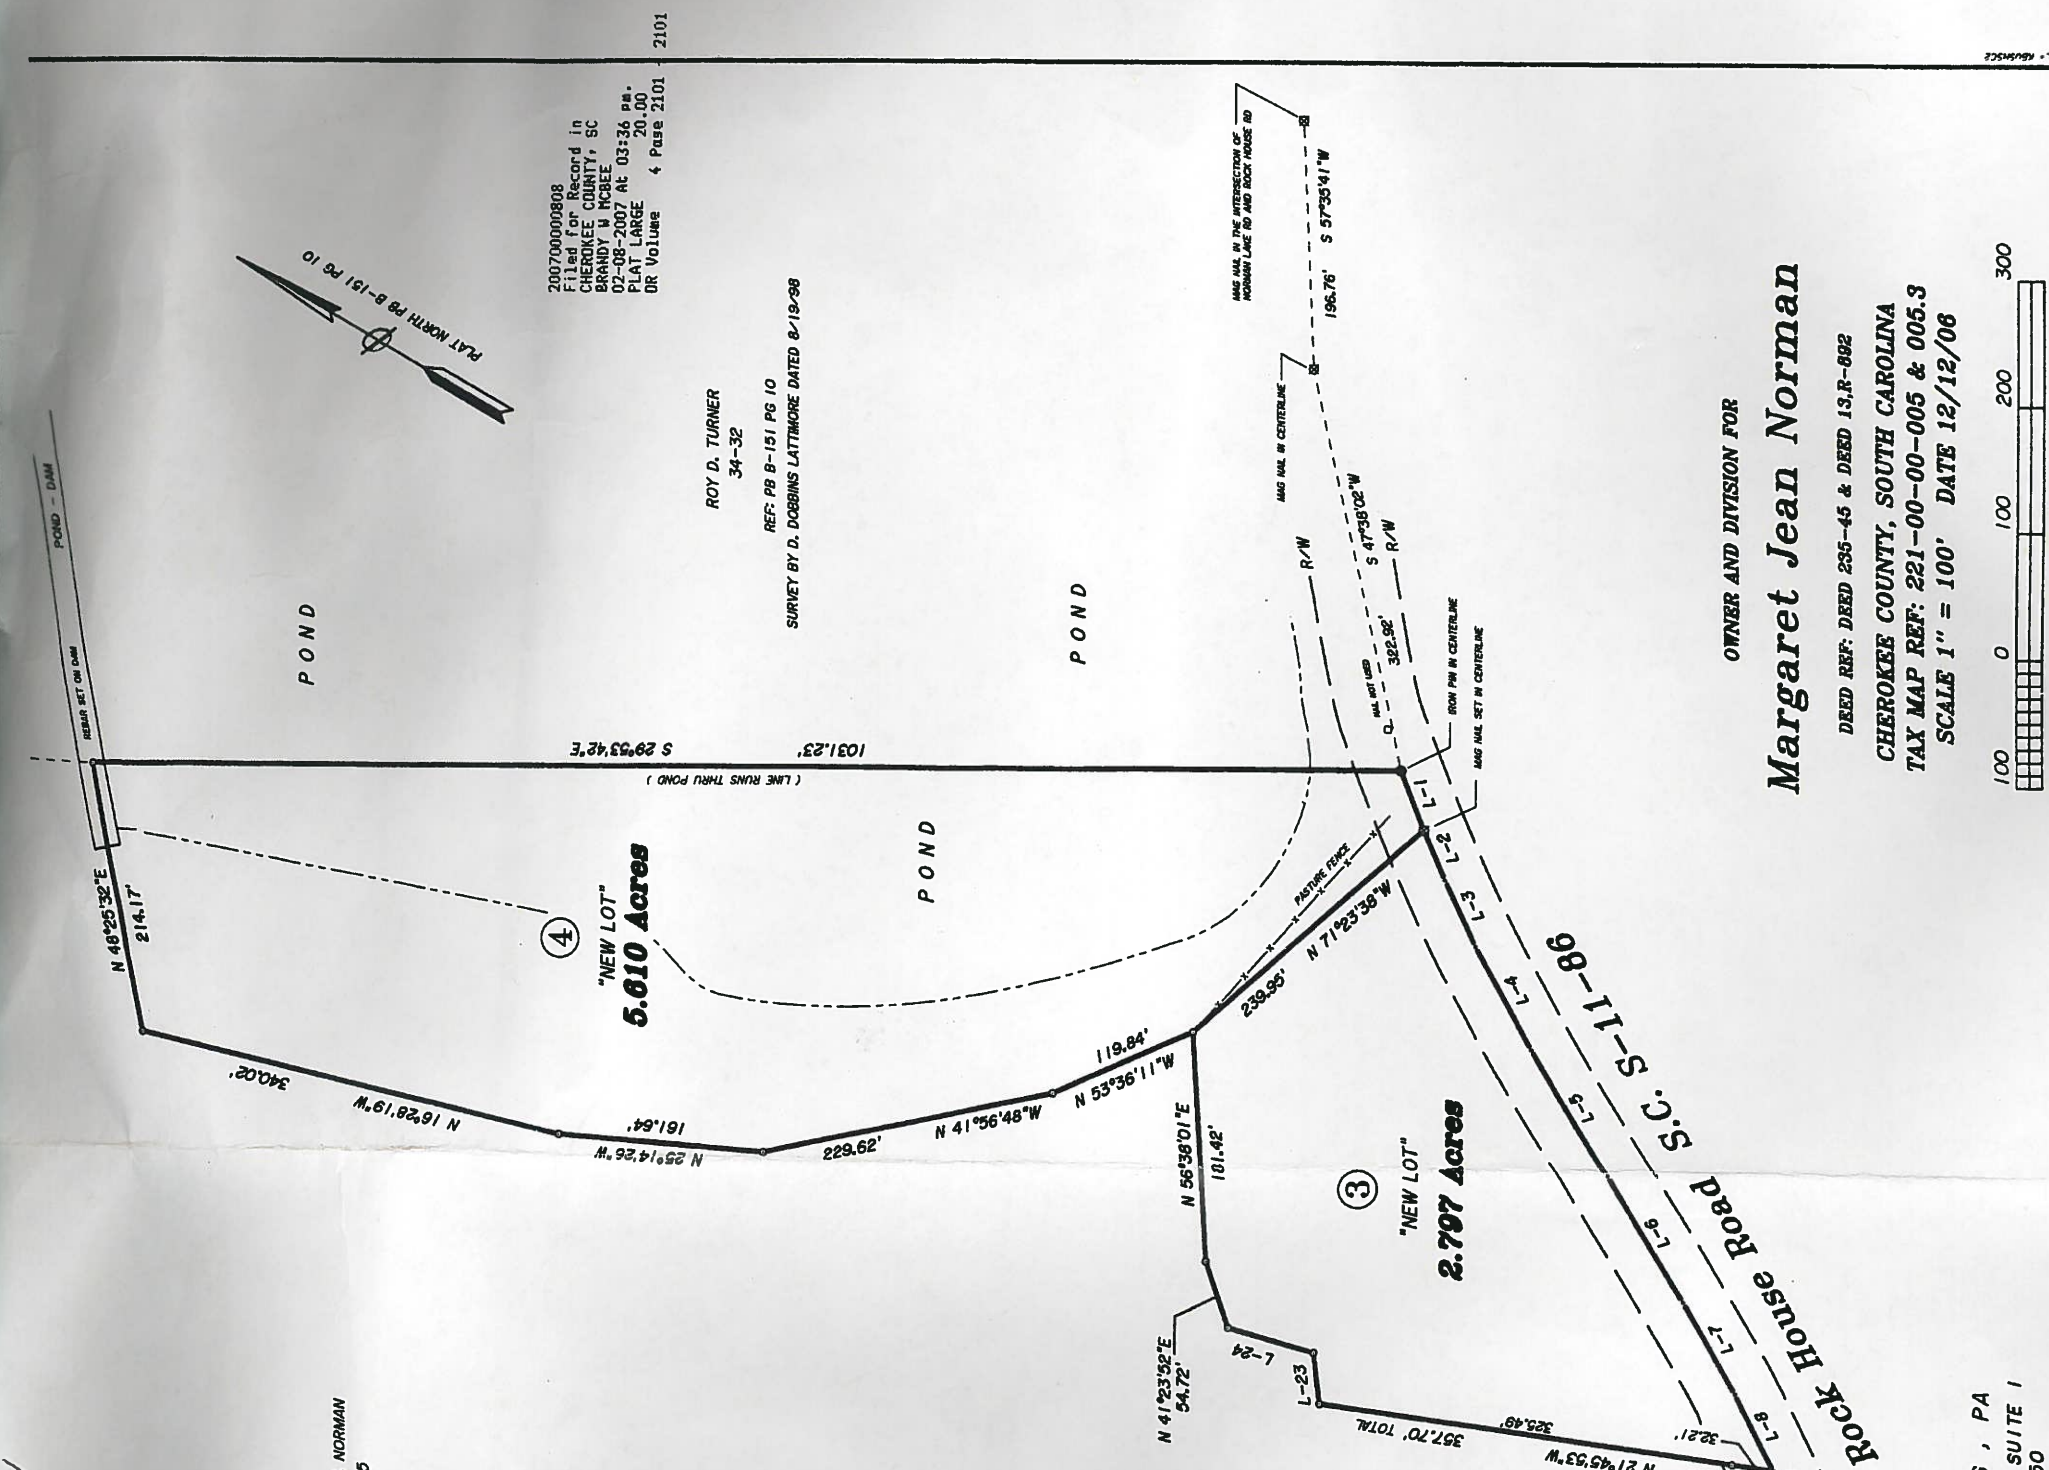 2101
200700000808
Filed for Record in
CHEROKEE COUNTY, SC
BRANDY W MCBEE
02-08-2007 At 03:36 pm.
PLAT LARGE 20.00
OR Volume 4 Page 2101 - 2101
PLAT NORTH PB B-151 PG 10
POND - DAM
REBAR SET ON DAM
POND
ROY D. TURNER
34-32
REF: PB B-151 PG 10
SURVEY BY D. DOBBINS LATTIMORE DATED 8/19/98
POND
MAG NAIL IN THE INTERSECTION OF
NORMAN LAKE RD AND ROCK HOUSE RD
196.76' S 57°35'41"W
MAG NAIL IN CENTERLINE
R/W
S 47°38'02"W
322.92'
R/W
NAIL NOT USED
IRON PIN IN CENTERLINE
MAG NAIL SET IN CENTERLINE
S 29°53'42"E
1031.23'
( LINE RUNS THRU POND )
N 48°25'32"E
214.17'
4
"NEW LOT"
5.610 Acres
POND
PASTURE FENCE
N 71°23'38"W
239.95'
340.02'
N 16°28'19"W
161.64'
N 25°14'26"W
229.62'
N 41°56'48"W
119.84'
N 53°36'11"W
N 56°38'01"E
181.42'
N 41°23'52"E
54.72'
L-24
L-23
357.70' TOTAL
325.49'
N 21°45'53"W
32.21'
3
"NEW LOT"
2.797 Acres
L-1
L-2
L-3
L-4
L-5
L-6
L-7
L-8
Rock House Road S.C. S-11-86
OWNER AND DIVISION FOR
Margaret Jean Norman
DEED REF: DEED 235-45 & DEED 13,R-892
CHEROKEE COUNTY, SOUTH CAROLINA
TAX MAP REF: 221-00-00-005 & 005.3
SCALE 1" = 100' DATE 12/12/06
100 0 100 200 300
NORMAN
, PA
SUITE 1